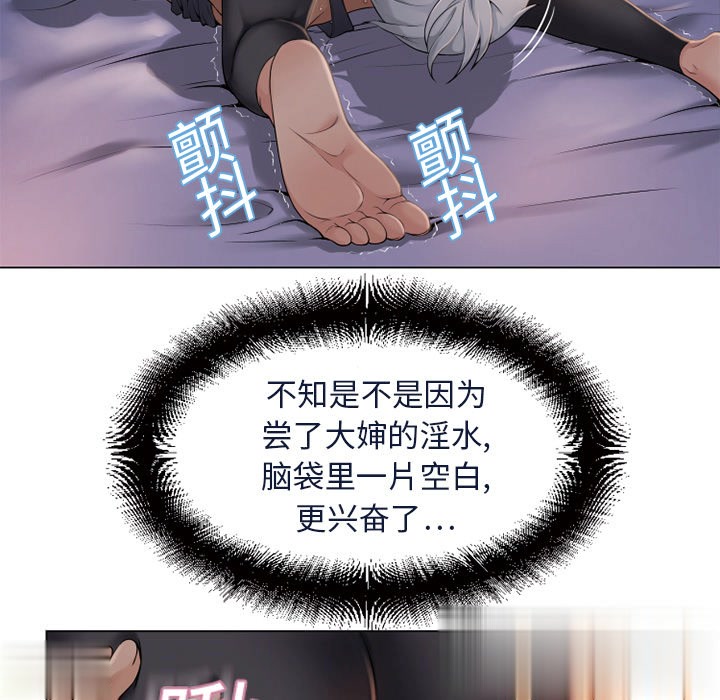 颤抖
颤抖
不知是不是因为
尝了大婶的淫水,
脑袋里一片空白,
更兴奋了...